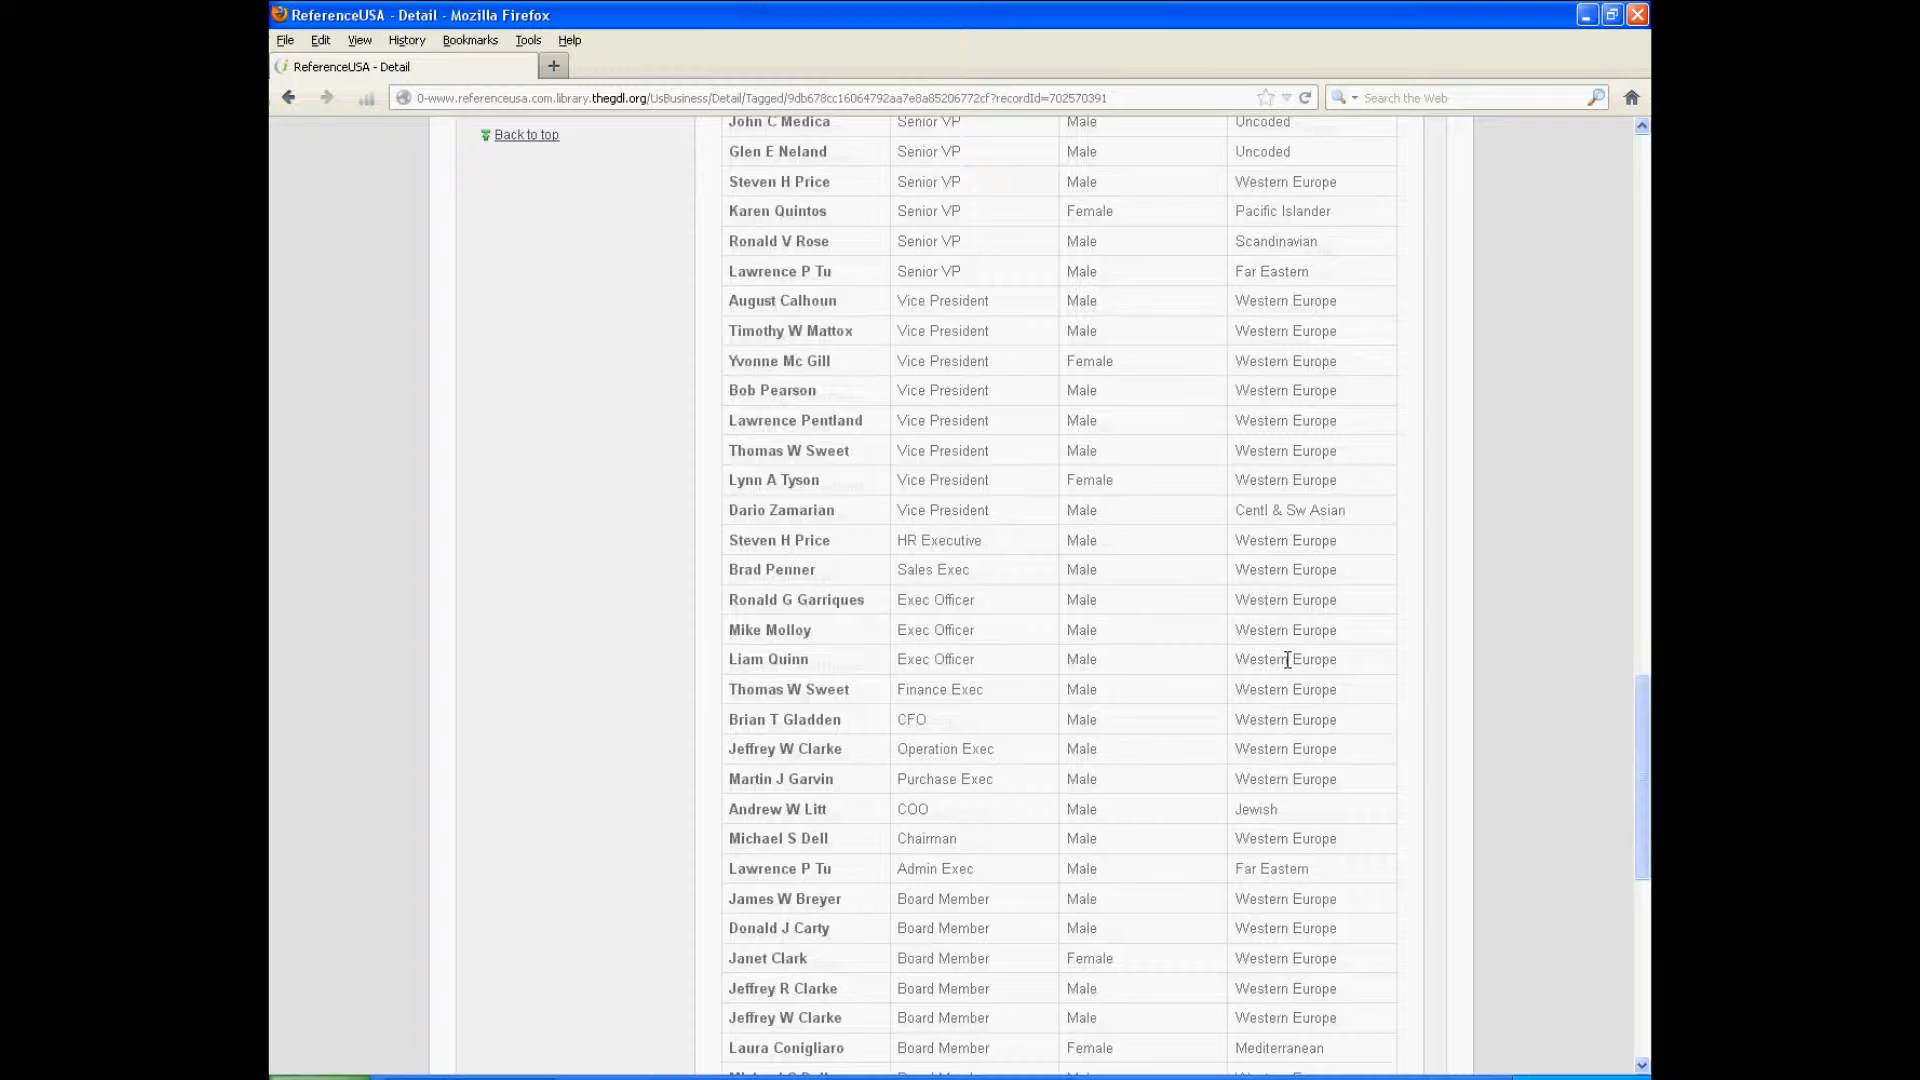 ReferenceUSA - Detail - Mozilla Firefox
File Edit View History Bookmarks Tools Help
ReferenceUSA - Detail
0-www.referenceusa.com.library.thegdl.org/UsBusiness/Detail/Tagged/9db678cc16064792aa7e8a85206772cf?recordId=702570391 Search the Web
Back to top
John C Medica Senior VP Male Uncoded
Glen E Neland Senior VP Male Uncoded
Steven H Price Senior VP Male Western Europe
Karen Quintos Senior VP Female Pacific Islander
Ronald V Rose Senior VP Male Scandinavian
Lawrence P Tu Senior VP Male Far Eastern
August Calhoun Vice President Male Western Europe
Timothy W Mattox Vice President Male Western Europe
Yvonne Mc Gill Vice President Female Western Europe
Bob Pearson Vice President Male Western Europe
Lawrence Pentland Vice President Male Western Europe
Thomas W Sweet Vice President Male Western Europe
Lynn A Tyson Vice President Female Western Europe
Dario Zamarian Vice President Male Centl & Sw Asian
Steven H Price HR Executive Male Western Europe
Brad Penner Sales Exec Male Western Europe
Ronald G Garriques Exec Officer Male Western Europe
Mike Molloy Exec Officer Male Western Europe
Liam Quinn Exec Officer Male Western Europe
Thomas W Sweet Finance Exec Male Western Europe
Brian T Gladden CFO Male Western Europe
Jeffrey W Clarke Operation Exec Male Western Europe
Martin J Garvin Purchase Exec Male Western Europe
Andrew W Litt COO Male Jewish
Michael S Dell Chairman Male Western Europe
Lawrence P Tu Admin Exec Male Far Eastern
James W Breyer Board Member Male Western Europe
Donald J Carty Board Member Male Western Europe
Janet Clark Board Member Female Western Europe
Jeffrey R Clarke Board Member Male Western Europe
Jeffrey W Clarke Board Member Male Western Europe
Laura Conigliaro Board Member Female Mediterranean